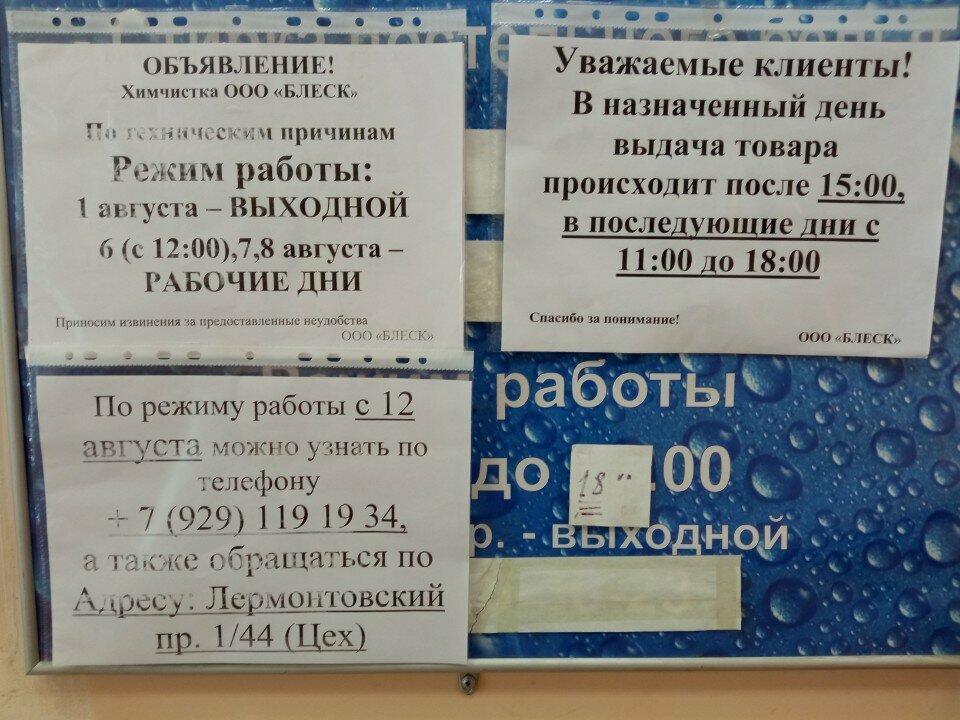 ОБЪЯВЛЕНИЕ!
Химчистка ООО «БЛЕСК»
По техническим причинам
Режим работы:
1 августа – ВЫХОДНОЙ
6 (с 12:00),7,8 августа –
РАБОЧИЕ ДНИ
Приносим извинения за предоставленные неудобства
ООО «БЛЕСК»
Уважаемые клиенты!
В назначенный день
выдача товара
происходит после 15:00,
в последующие дни с
11:00 до 18:00
Спасибо за понимание!
ООО «БЛЕСК»
По режиму работы с 12
августа можно узнать по
телефону
+ 7 (929) 119 19 34,
а также обращаться по
Адресу: Лермонтовский
пр. 1/44 (Цех)
работы
до 18 .00
р. - выходной